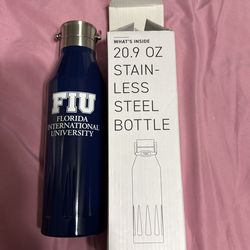 FIU
FLORIDA
INTERNATIONAL
UNIVERSITY
WHAT'S INSIDE
20.9 OZ
STAIN-
LESS
STEEL
BOTTLE